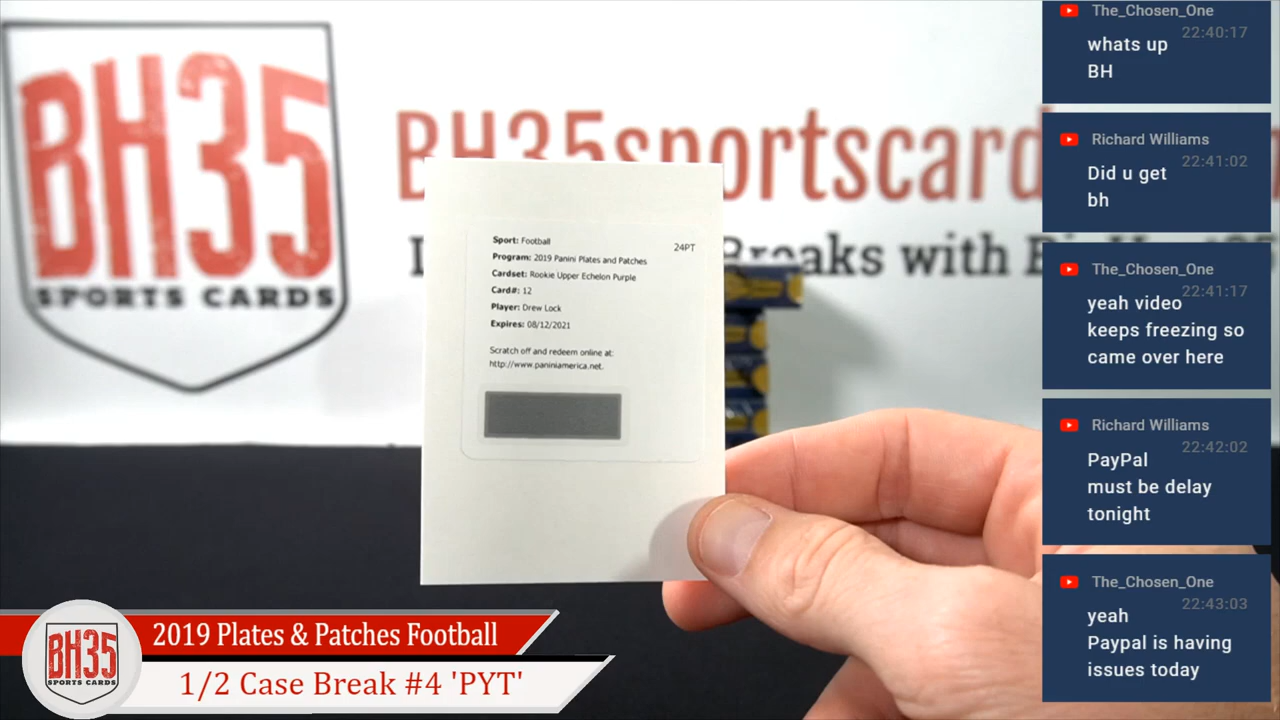 BH35
SPORTS CARDS
BH35sportscard
Breaks with
Sport: Football
24PT
Program: 2019 Panini Plates and Patches
Cardset: Rookie Upper Echelon Purple
Card#: 12
Player: Drew Lock
Expires: 08/12/2021
Scratch off and redeem online at:
http://www.paniniamerica.net.
The_Chosen_One
22:40:17
whats up
BH
Richard Williams
22:41:02
Did u get
bh
The_Chosen_One
22:41:17
yeah video
keeps freezing so
came over here
Richard Williams
22:42:02
PayPal
must be delay
tonight
The_Chosen_One
22:43:03
yeah
Paypal is having
issues today
BH35
SPORTS CARDS
2019 Plates & Patches Football
1/2 Case Break #4 'PYT'